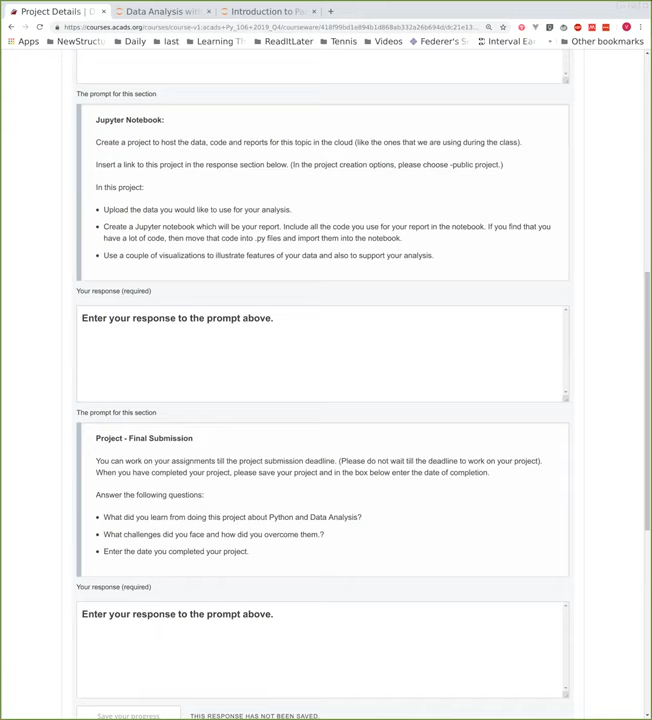 Project Details | D
Data Analysis with
Introduction to Pa
https://courses.acads.org/courses/course-v1:acads+Py_106+2019_Q4/courseware/418f99bd1e894b1d868ab332a26b694d/dc21e13...
Apps NewStructu Daily last Learning Th ReadItLater Tennis Videos Federer's S Interval Ea Other bookmarks
The prompt for this section
Jupyter Notebook:
Create a project to host the data, code and reports for this topic in the cloud (like the ones that we are using during the class).
Insert a link to this project in the response section below. (In the project creation options, please choose -public project.)
In this project:
• Upload the data you would like to use for your analysis.
• Create a Jupyter notebook which will be your report. Include all the code you use for your report in the notebook. If you find that you
have a lot of code, then move that code into .py files and import them into the notebook.
• Use a couple of visualizations to illustrate features of your data and also to support your analysis.
Your response (required)
Enter your response to the prompt above.
The prompt for this section
Project - Final Submission
You can work on your assignments till the project submission deadline. (Please do not wait till the deadline to work on your project).
When you have completed your project, please save your project and in the box below enter the date of completion.
Answer the following questions:
• What did you learn from doing this project about Python and Data Analysis?
• What challenges did you face and how did you overcome them.?
• Enter the date you completed your project.
Your response (required)
Enter your response to the prompt above.
Save your progress
THIS RESPONSE HAS NOT BEEN SAVED.